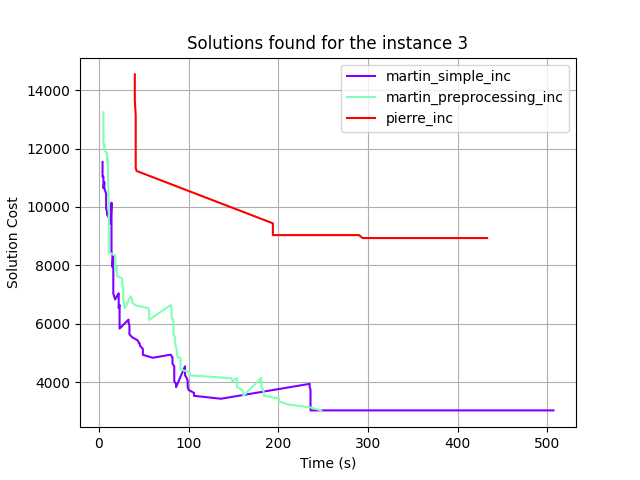 Solutions found for the instance 3
martin_simple_inc
martin_preprocessing_inc
pierre_inc
Solution Cost
14000
12000
10000
8000
6000
4000
0 100 200 300 400 500
Time (s)